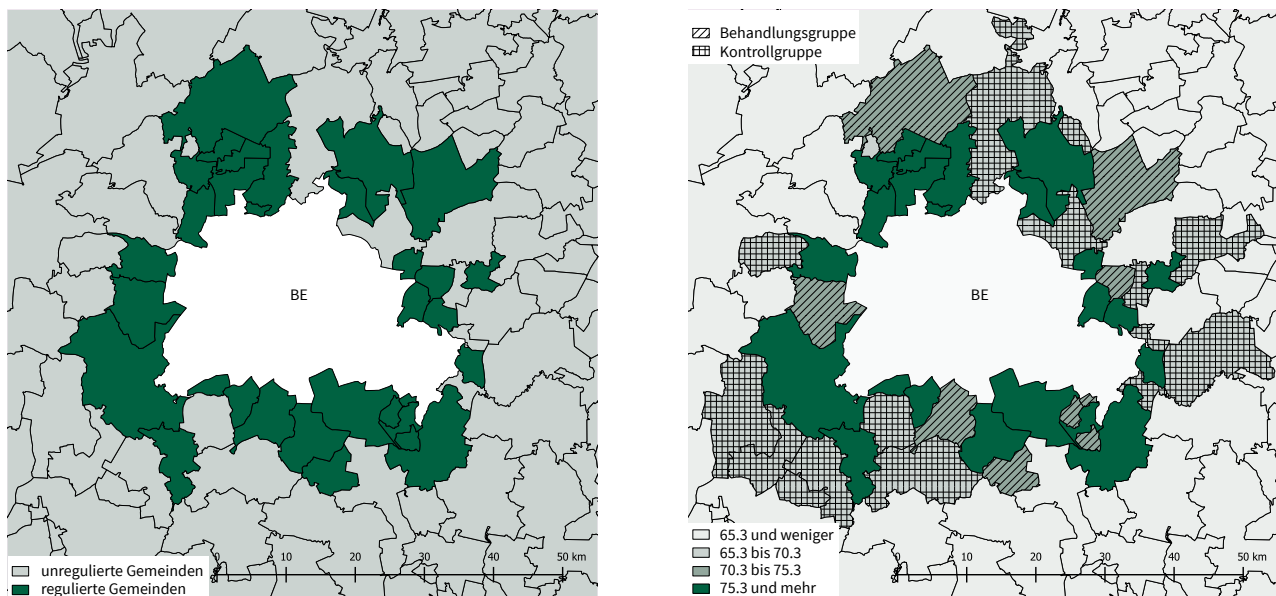 BE
0 10 20 30 40 50 km
unregulierte Gemeinden
regulierte Gemeinden
Behandlungsgruppe
Kontrollgruppe
BE
0 10 20 30 40 50 km
65.3 und weniger
65.3 bis 70.3
70.3 bis 75.3
75.3 und mehr